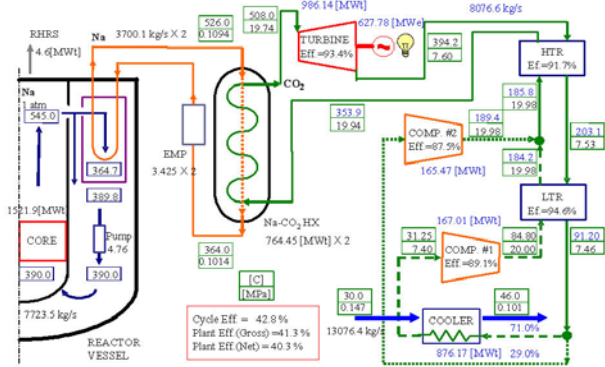 RHRS
4.6[MWt]
Na
3700.1 kg/s X 2
526.0
0.1094
508.0
19.74
986.14 [MWt]
627.78 [MWe]
TURBINE
Eff.=93.4%
8076.6 kg/s
394.2
7.60
HTR
Ef.=91.7%
CO2
Na
1 atm
545.0
364.7
389.8
1521.9[MWt]
CORE
Pump
4.76
390.0
390.0
7723.5 kg/s
REACTOR
VESSEL
EMP
3.425 X 2
364.0
0.1014
Na-CO2 HX
764.45 [MWt] X 2
353.9
19.94
COMP. #2
Eff=87.5%
165.47 [MWt]
189.4
19.98
185.8
19.98
184.2
19.98
203.1
7.53
LTR
Eff.=94.6%
167.01 [MWt]
31.25
7.40
COMP. #1
Eff.=89.1%
84.80
20.00
91.20
7.46
[C]
[MPa]
30.0
0.147
46.0
0.101
13076.4 kg/s
COOLER
71.0%
876.17 [MWt]
29.0%
Cycle Eff. = 42.8 %
Plant Eff.(Gross) =41.3 %
Plant Eff.(Net) = 40.3 %